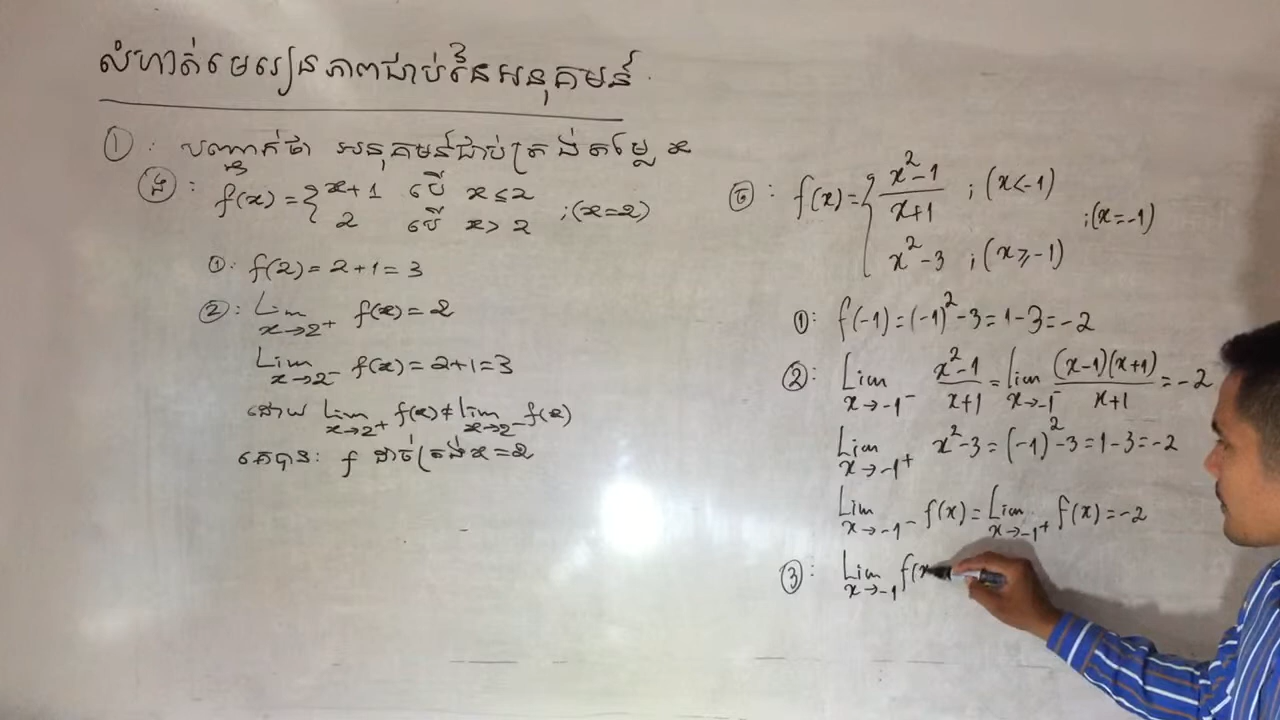 លំហាត់មេរៀនភាពជាប់នៃអនុគមន៍
①: បញ្ជាក់ថា អនុគមន៍ជាប់ត្រង់តម្លៃ x
ង: f(x) = { x+1 បើ x ≤ 2
2 បើ x > 2 ; (x=2)
①: f(2) = 2+1 = 3
②: Lim x→2⁺ f(x) = 2
Lim x→2⁻ f(x) = 2+1 = 3
ដោយ Lim x→2⁺ f(x) ≠ Lim x→2⁻ f(x)
គេបាន: f ដាច់ត្រង់ x = 2
ច: f(x) = { (x²-1)/(x+1) ; (x<-1)
x²-3 ; (x≥-1) ; (x=-1)
①: f(-1) = (-1)²-3 = 1-3 = -2
②: Lim x→-1⁻ (x²-1)/(x+1) = Lim x→-1⁻ (x-1)(x+1)/(x+1) = -2
Lim x→-1⁺ x²-3 = (-1)²-3 = 1-3 = -2
Lim x→-1⁻ f(x) = Lim x→-1⁺ f(x) = -2
③: Lim x→-1 f(x